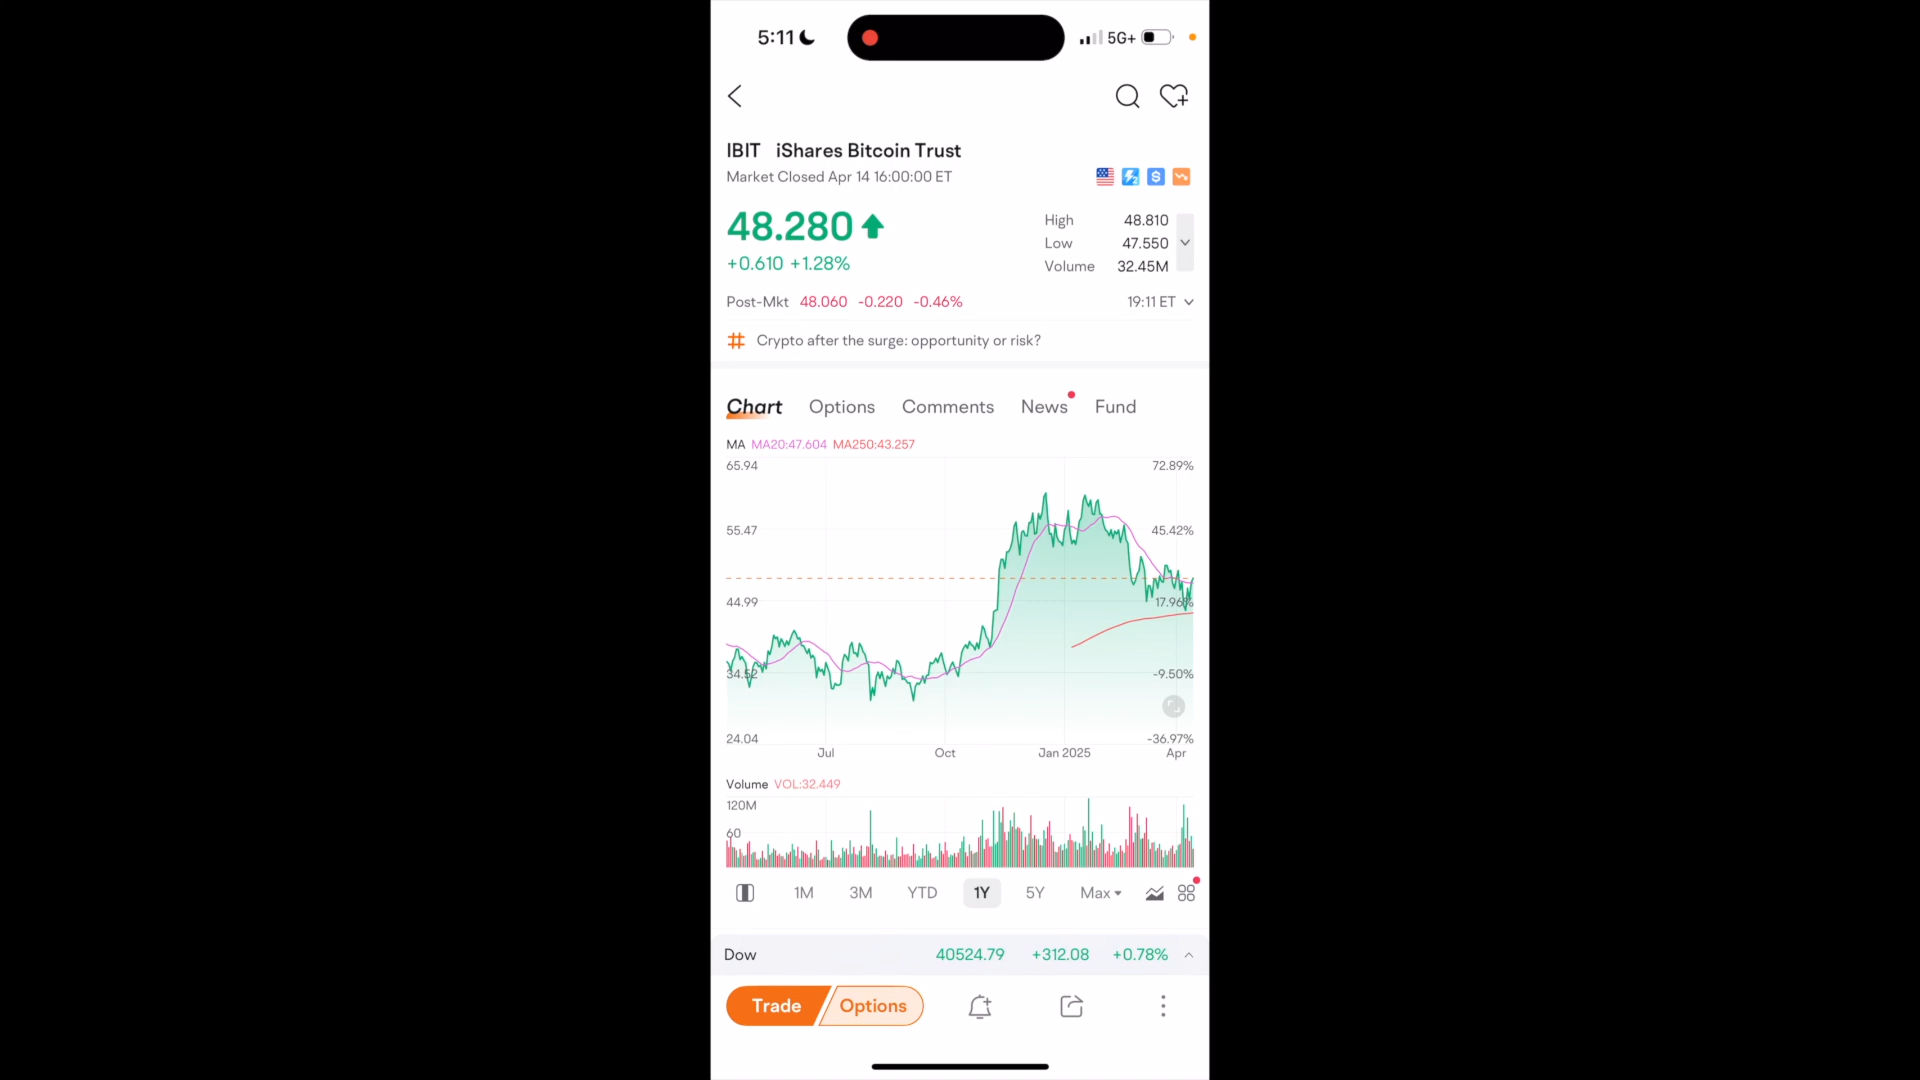 5:11 5G+
IBIT iShares Bitcoin Trust
Market Closed Apr 14 16:00:00 ET
48.280
+0.610 +1.28%
High 48.810
Low 47.550
Volume 32.45M
Post-Mkt 48.060 -0.220 -0.46% 19:11 ET
Crypto after the surge: opportunity or risk?
Chart Options Comments News Fund
MA MA20:47.604 MA250:43.257
65.94 72.89%
55.47 45.42%
44.99 17.96%
34.52 -9.50%
24.04 -36.97%
Jul Oct Jan 2025 Apr
Volume VOL:32.449
120M
60
1M 3M YTD 1Y 5Y Max
Dow 40524.79 +312.08 +0.78%
Trade Options